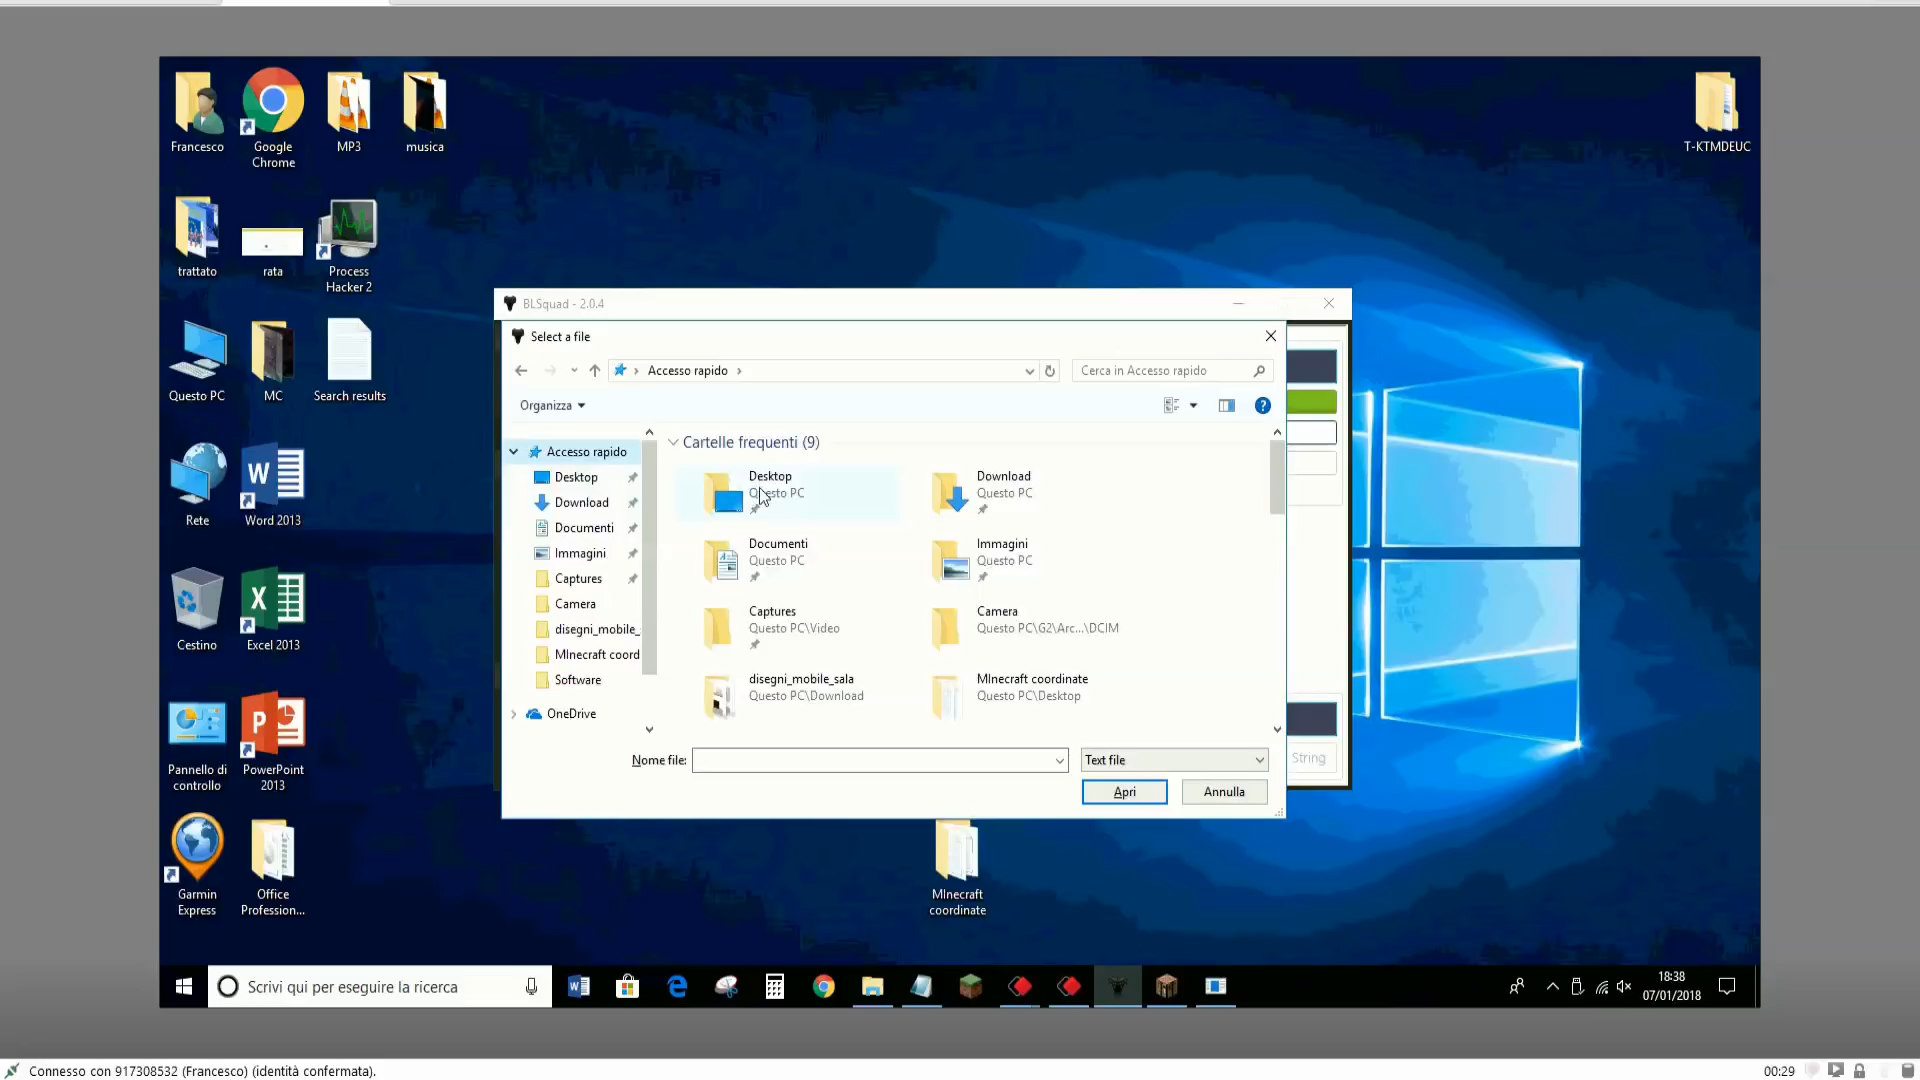 Francesco
Google
Chrome
MP3
musica
T-KTMDEUC
trattato
rata
Process
Hacker 2
Questo PC
MC
Search results
Rete
Word 2013
Cestino
Excel 2013
Pannello di
controllo
PowerPoint
2013
Garmin
Express
Office
Profession...
MInecraft
coordinate
BLSquad - 2.0.4
Select a file
Accesso rapido
Cerca in Accesso rapido
Organizza
Accesso rapido
Desktop
Download
Documenti
Immagini
Captures
Camera
disegni_mobile_
MInecraft coord
Software
OneDrive
Cartelle frequenti (9)
Desktop
Questo PC
Download
Questo PC
Documenti
Questo PC
Immagini
Questo PC
Captures
Questo PC\Video
Camera
Questo PC\G2\Arc...\DCIM
disegni_mobile_sala
Questo PC\Download
MInecraft coordinate
Questo PC\Desktop
Nome file:
Text file
String
Apri
Annulla
Scrivi qui per eseguire la ricerca
18:38
07/01/2018
Connesso con 917308532 (Francesco) (identità confermata).
00:29